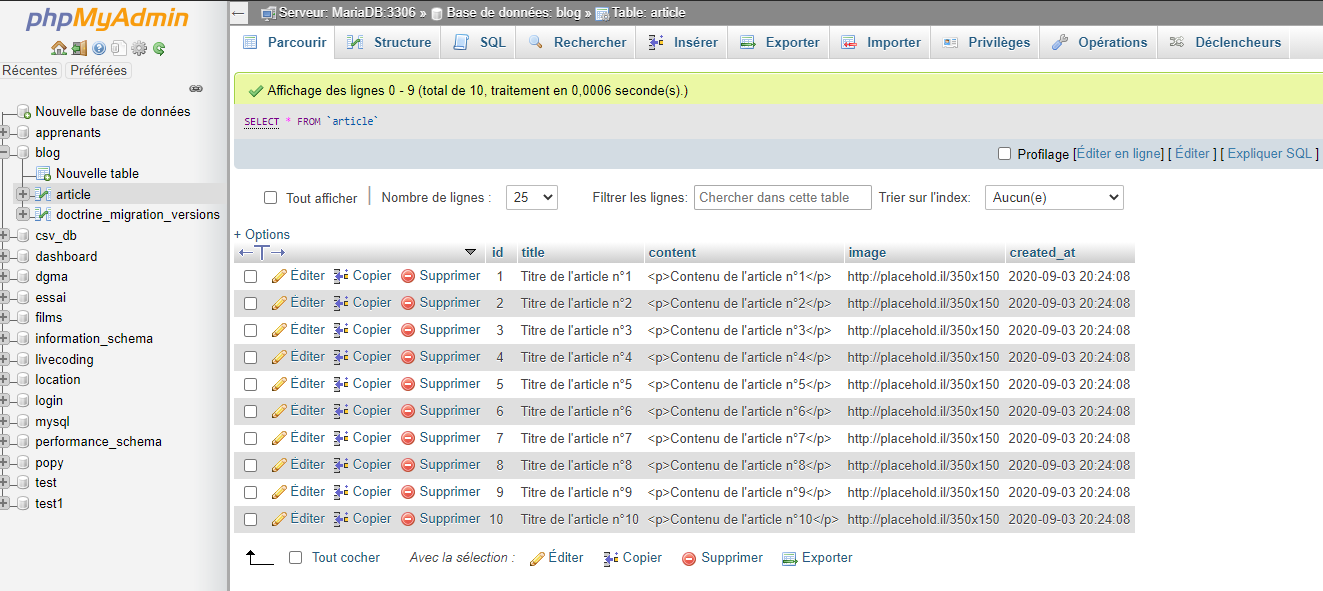 phpMyAdmin
Récentes Préférées
Nouvelle base de données
apprenants
blog
Nouvelle table
article
doctrine_migration_versions
csv_db
dashboard
dgma
essai
films
information_schema
livecoding
location
login
mysql
performance_schema
popy
test
test1
Serveur: MariaDB:3306 » Base de données: blog » Table: article
Parcourir Structure SQL Rechercher Insérer Exporter Importer Privilèges Opérations Déclencheurs
Affichage des lignes 0 - 9 (total de 10, traitement en 0,0006 seconde(s).)
SELECT * FROM `article`
Profilage [Éditer en ligne] [ Éditer ] [ Expliquer SQL ]
Tout afficher Nombre de lignes : 25 Filtrer les lignes: Chercher dans cette table Trier sur l'index: Aucun(e)
+ Options
id title content image created_at
Éditer Copier Supprimer 1 Titre de l'article n°1 <p>Contenu de l'article n°1</p> http://placehold.il/350x150 2020-09-03 20:24:08
Éditer Copier Supprimer 2 Titre de l'article n°2 <p>Contenu de l'article n°2</p> http://placehold.il/350x150 2020-09-03 20:24:08
Éditer Copier Supprimer 3 Titre de l'article n°3 <p>Contenu de l'article n°3</p> http://placehold.il/350x150 2020-09-03 20:24:08
Éditer Copier Supprimer 4 Titre de l'article n°4 <p>Contenu de l'article n°4</p> http://placehold.il/350x150 2020-09-03 20:24:08
Éditer Copier Supprimer 5 Titre de l'article n°5 <p>Contenu de l'article n°5</p> http://placehold.il/350x150 2020-09-03 20:24:08
Éditer Copier Supprimer 6 Titre de l'article n°6 <p>Contenu de l'article n°6</p> http://placehold.il/350x150 2020-09-03 20:24:08
Éditer Copier Supprimer 7 Titre de l'article n°7 <p>Contenu de l'article n°7</p> http://placehold.il/350x150 2020-09-03 20:24:08
Éditer Copier Supprimer 8 Titre de l'article n°8 <p>Contenu de l'article n°8</p> http://placehold.il/350x150 2020-09-03 20:24:08
Éditer Copier Supprimer 9 Titre de l'article n°9 <p>Contenu de l'article n°9</p> http://placehold.il/350x150 2020-09-03 20:24:08
Éditer Copier Supprimer 10 Titre de l'article n°10 <p>Contenu de l'article n°10</p> http://placehold.il/350x150 2020-09-03 20:24:08
Tout cocher Avec la sélection : Éditer Copier Supprimer Exporter